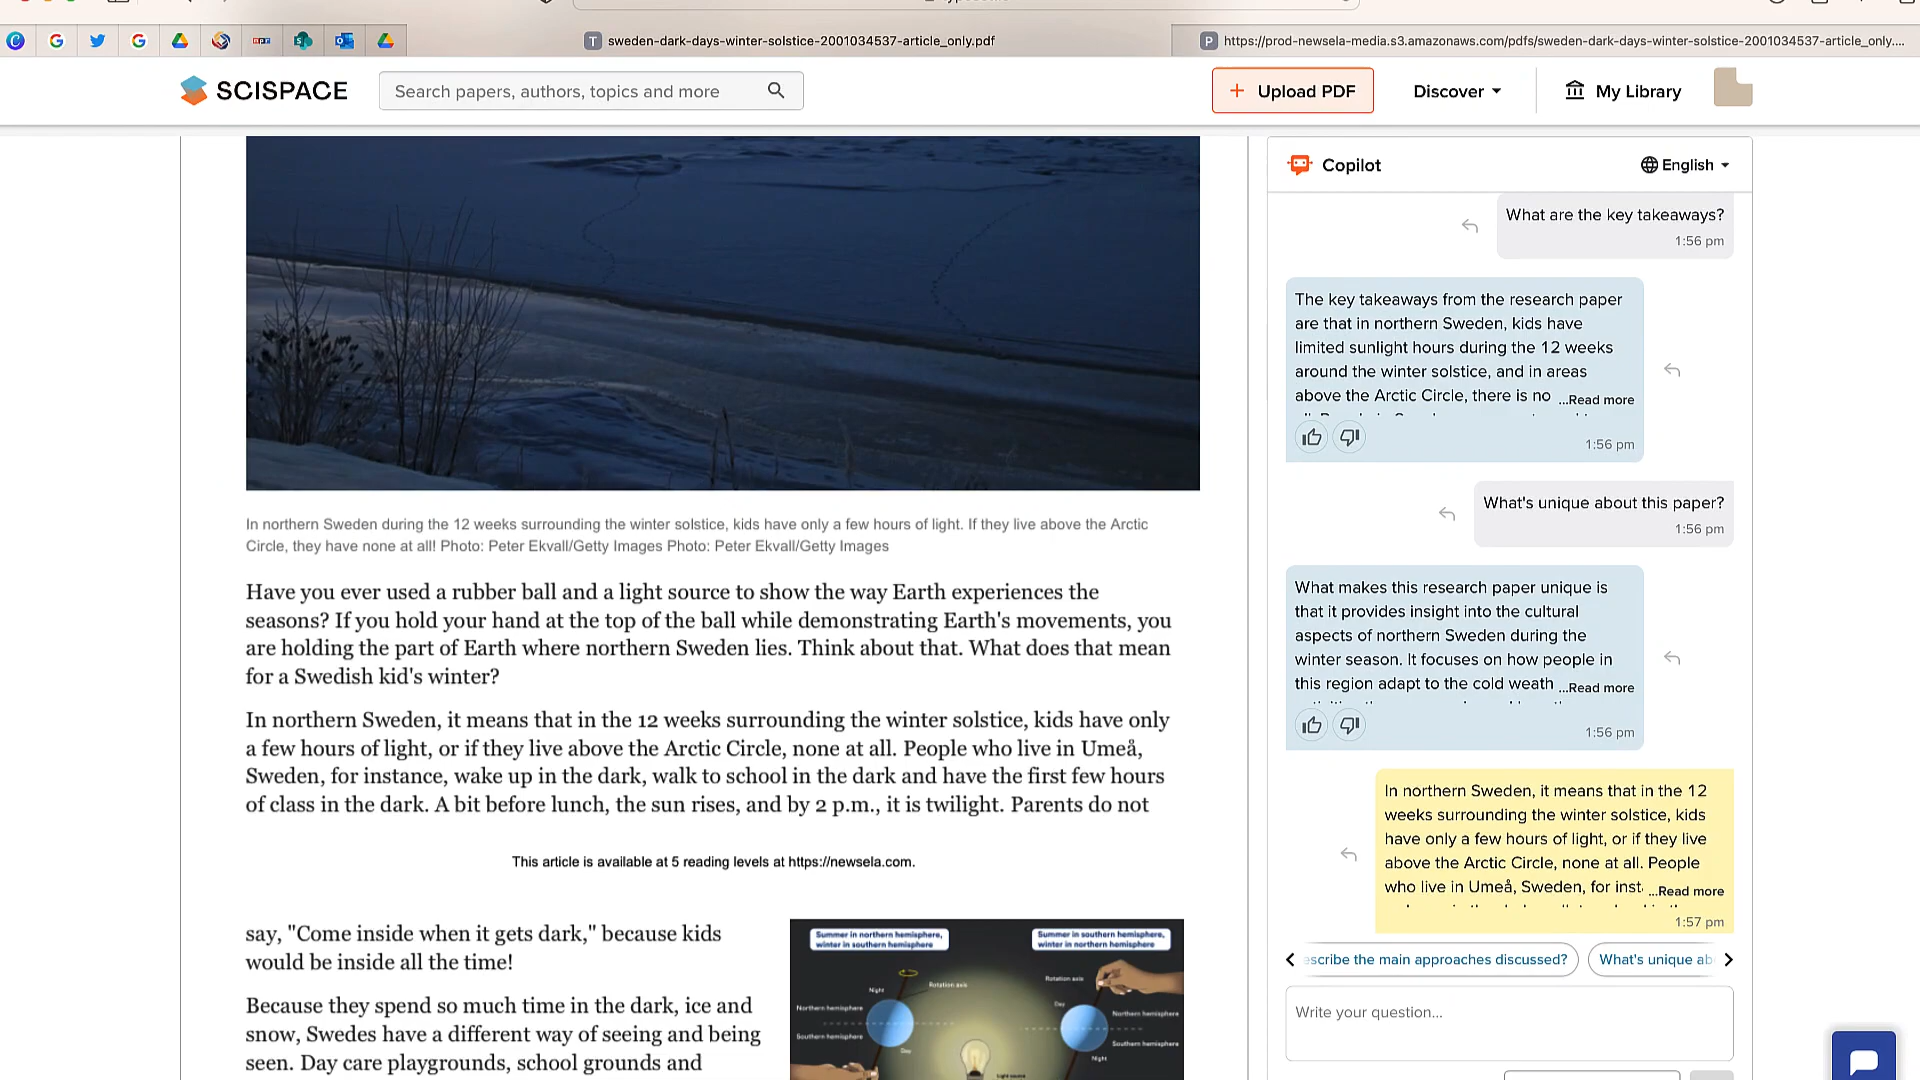 sweden-dark-days-winter-solstice-2001034537-article_only.pdf
https://prod-newsela-media.s3.amazonaws.com/pdfs/sweden-dark-days-winter-solstice-2001034537-article_only....
SCISPACE
Search papers, authors, topics and more
+ Upload PDF
Discover
My Library
In northern Sweden during the 12 weeks surrounding the winter solstice, kids have only a few hours of light. If they live above the Arctic
Circle, they have none at all! Photo: Peter Ekvall/Getty Images Photo: Peter Ekvall/Getty Images
Have you ever used a rubber ball and a light source to show the way Earth experiences the
seasons? If you hold your hand at the top of the ball while demonstrating Earth's movements, you
are holding the part of Earth where northern Sweden lies. Think about that. What does that mean
for a Swedish kid's winter?
In northern Sweden, it means that in the 12 weeks surrounding the winter solstice, kids have only
a few hours of light, or if they live above the Arctic Circle, none at all. People who live in Umeå,
Sweden, for instance, wake up in the dark, walk to school in the dark and have the first few hours
of class in the dark. A bit before lunch, the sun rises, and by 2 p.m., it is twilight. Parents do not
This article is available at 5 reading levels at https://newsela.com.
say, "Come inside when it gets dark," because kids
would be inside all the time!
Because they spend so much time in the dark, ice and
snow, Swedes have a different way of seeing and being
seen. Day care playgrounds, school grounds and
Summer in northern hemisphere,
winter in southern hemisphere
Summer in southern hemisphere,
winter in northern hemisphere
Night
Rotation axis
Northern hemisphere
Southern hemisphere
Day
Rotation axis
Day
Northern hemisphere
Southern hemisphere
Night
Light source
Copilot
English
What are the key takeaways?
1:56 pm
The key takeaways from the research paper
are that in northern Sweden, kids have
limited sunlight hours during the 12 weeks
around the winter solstice, and in areas
above the Arctic Circle, there is no ...Read more
1:56 pm
What's unique about this paper?
1:56 pm
What makes this research paper unique is
that it provides insight into the cultural
aspects of northern Sweden during the
winter season. It focuses on how people in
this region adapt to the cold weath ...Read more
1:56 pm
In northern Sweden, it means that in the 12
weeks surrounding the winter solstice, kids
have only a few hours of light, or if they live
above the Arctic Circle, none at all. People
who live in Umeå, Sweden, for inst ...Read more
1:57 pm
escribe the main approaches discussed?
What's unique ab
Write your question...